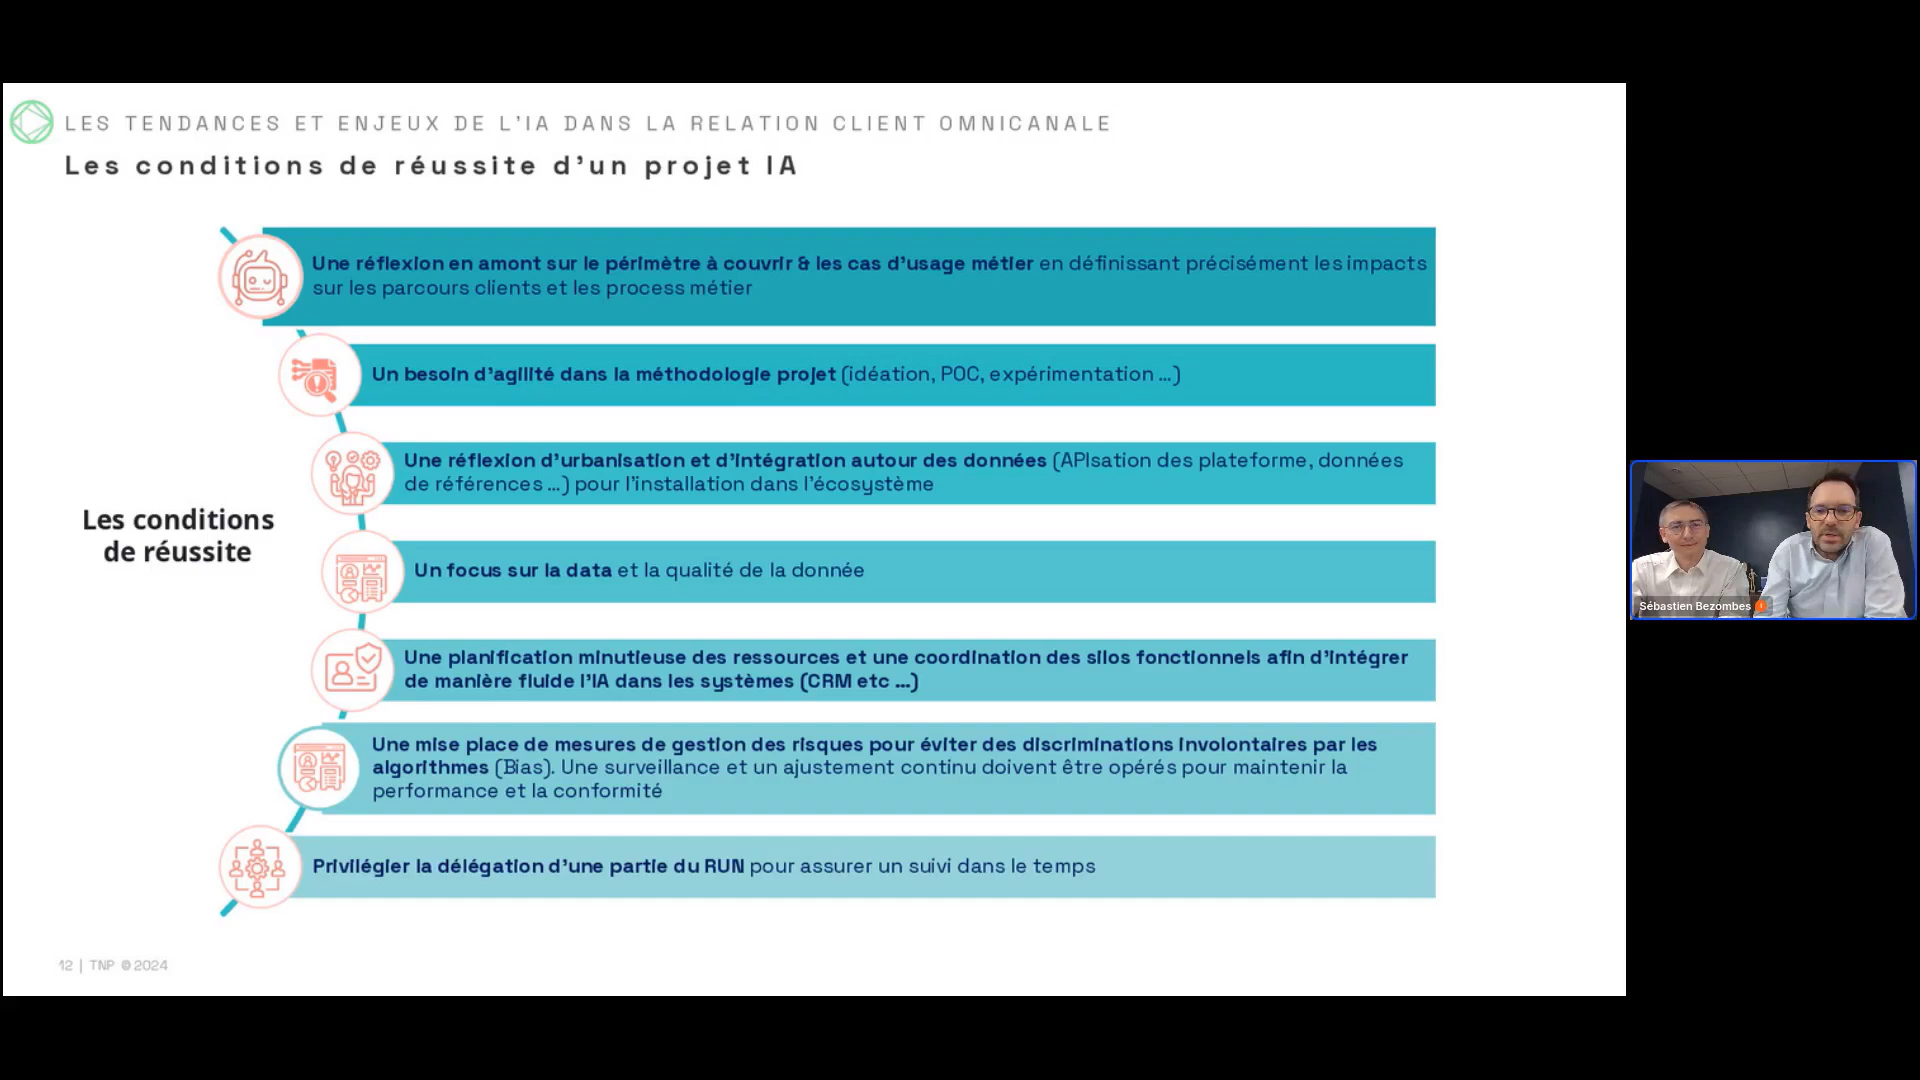 LES TENDANCES ET ENJEUX DE L'IA DANS LA RELATION CLIENT OMNICANALE
Les conditions de réussite d'un projet IA
Une réflexion en amont sur le périmètre à couvrir & les cas d'usage métier en définissant précisément les impacts
sur les parcours clients et les process métier
Un besoin d'agilité dans la méthodologie projet (idéation, POC, expérimentation ...)
Une réflexion d'urbanisation et d'intégration autour des données (APIsation des plateforme, données
de références ...) pour l'installation dans l'écosystème
Les conditions
de réussite
Un focus sur la data et la qualité de la donnée
Une planification minutieuse des ressources et une coordination des silos fonctionnels afin d'intégrer
de manière fluide l'IA dans les systèmes (CRM etc ...)
Une mise place de mesures de gestion des risques pour éviter des discriminations involontaires par les
algorithmes (Bias). Une surveillance et un ajustement continu doivent être opérés pour maintenir la
performance et la conformité
Privilégier la délégation d'une partie du RUN pour assurer un suivi dans le temps
12 | TNP © 2024
Sébastien Bezombes